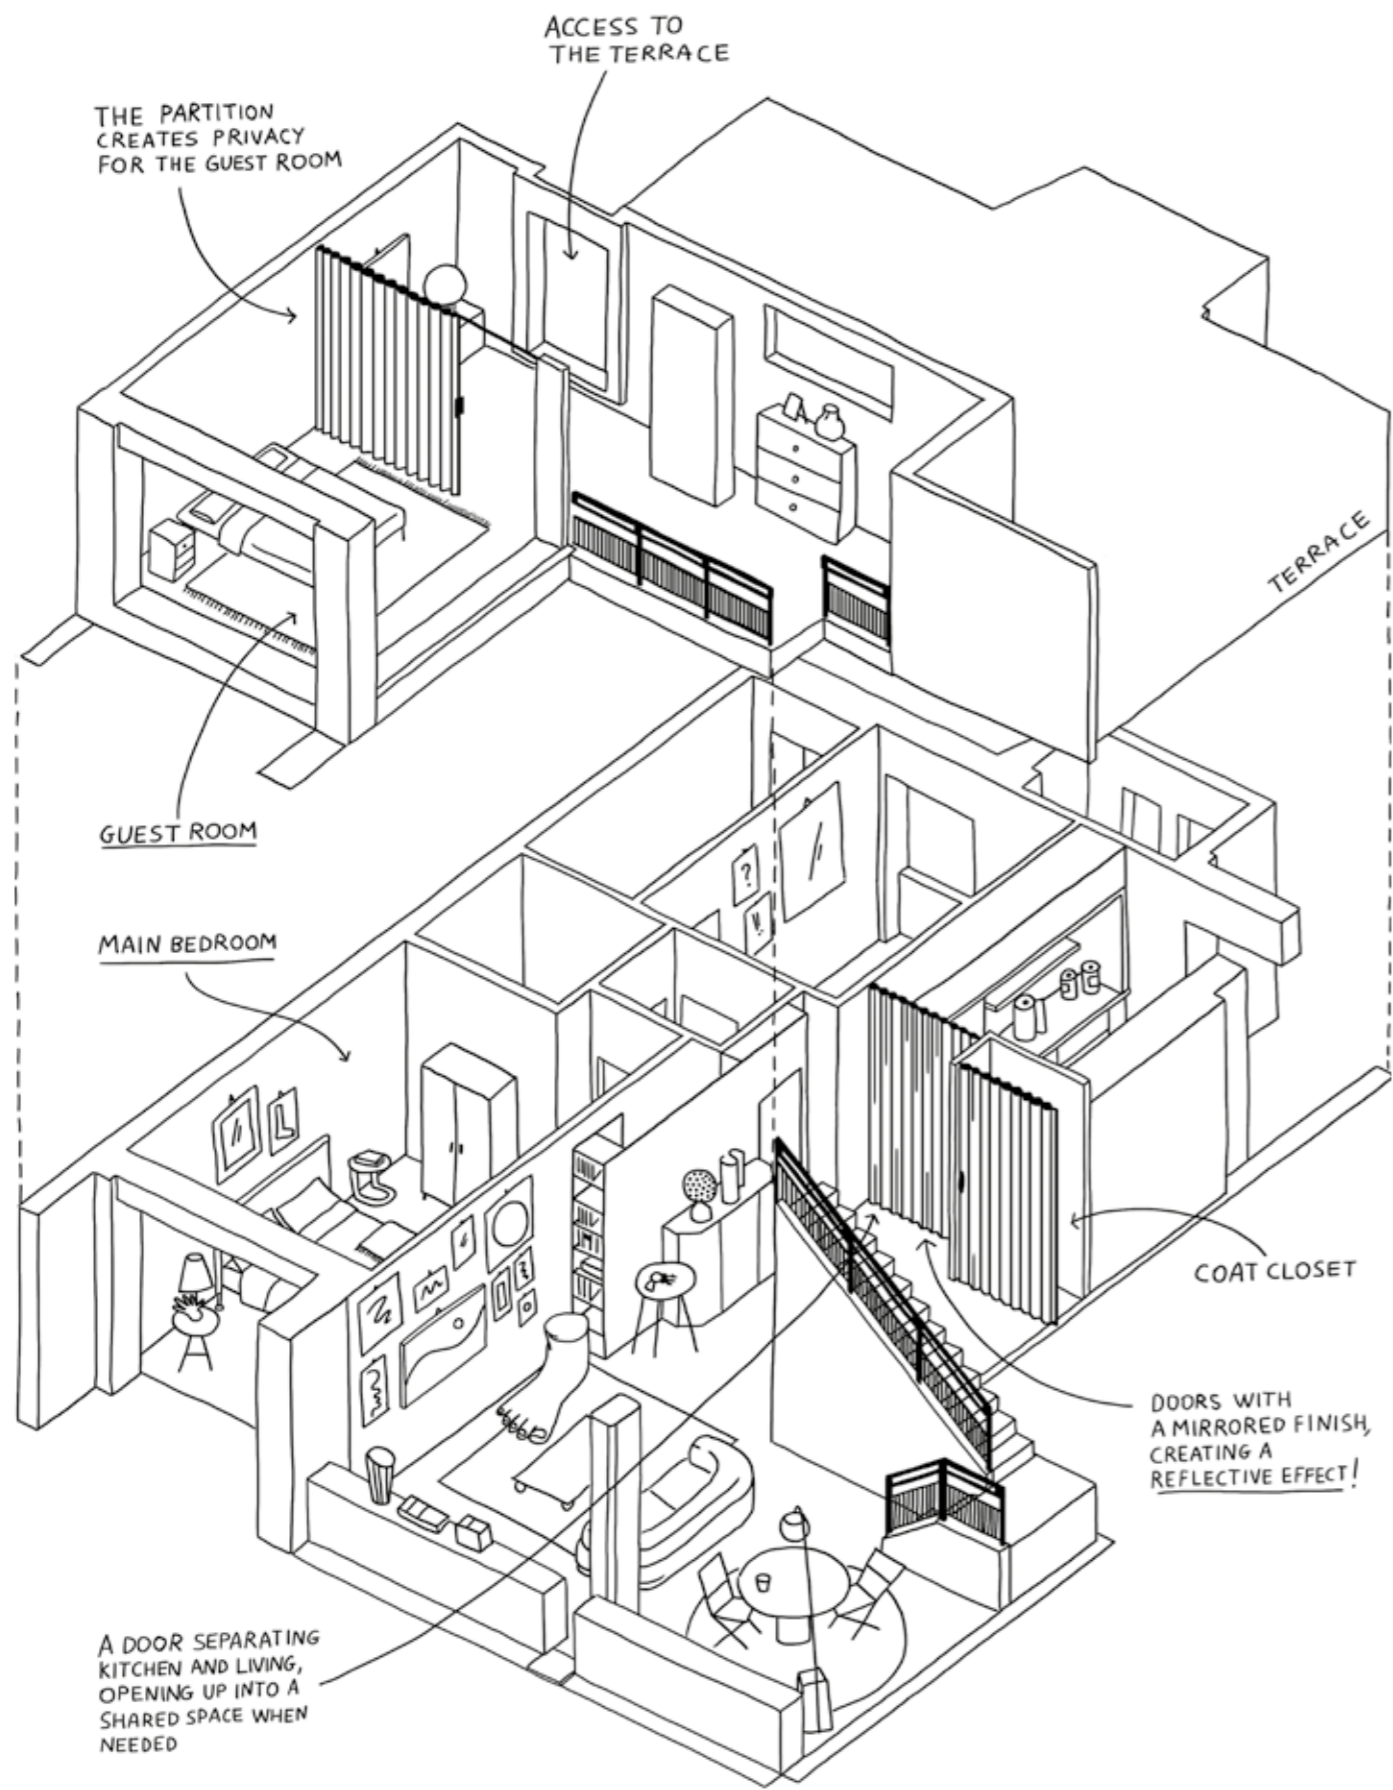 ACCESS TO
THE TERRACE
THE PARTITION
CREATES PRIVACY
FOR THE GUEST ROOM
TERRACE
GUEST ROOM
?
MAIN BEDROOM
COAT CLOSET
DOORS WITH
A MIRRORED FINISH,
CREATING A
REFLECTIVE EFFECT!
A DOOR SEPARATING
KITCHEN AND LIVING,
OPENING UP INTO A
SHARED SPACE WHEN
NEEDED